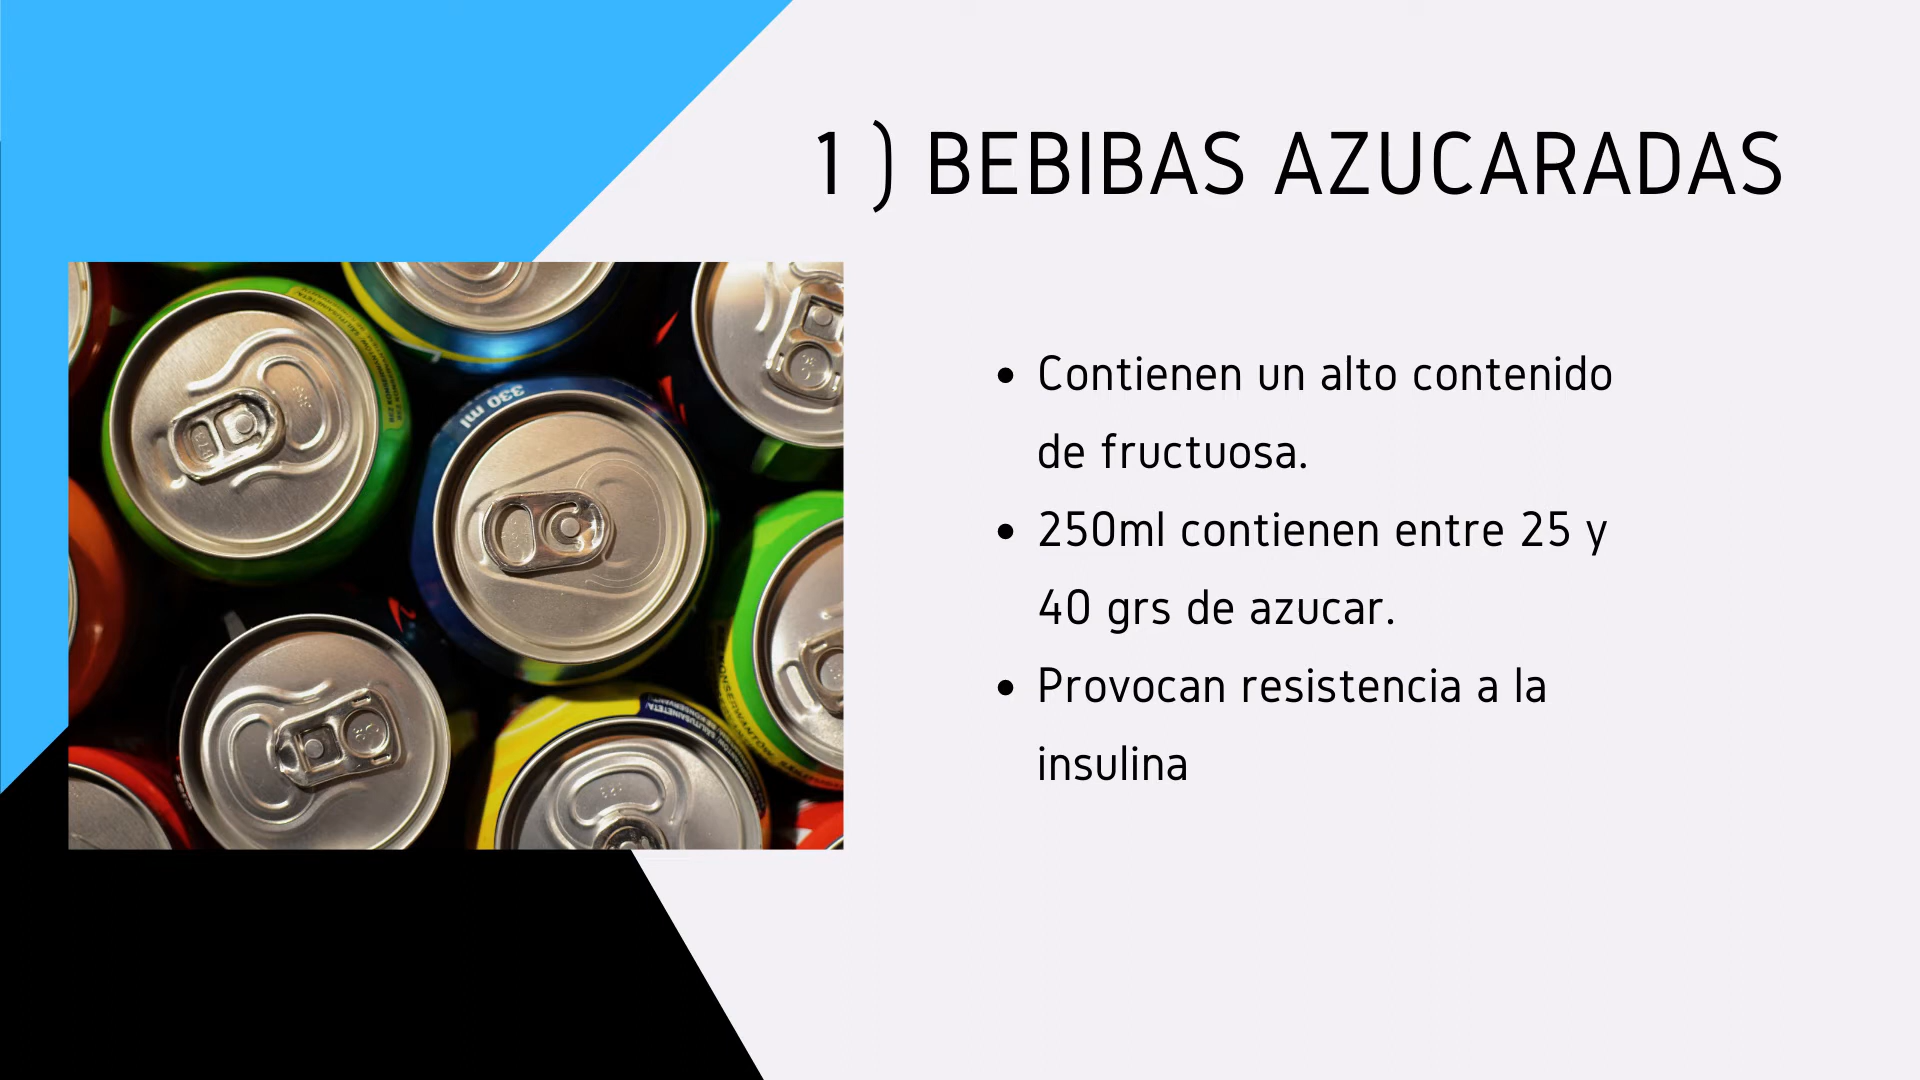 1 ) BEBIBAS AZUCARADAS
• Contienen un alto contenido
de fructuosa.
• 250ml contienen entre 25 y
40 grs de azucar.
• Provocan resistencia a la
insulina
330 ml